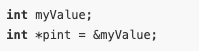 int myValue;
int *pint = &myValue;